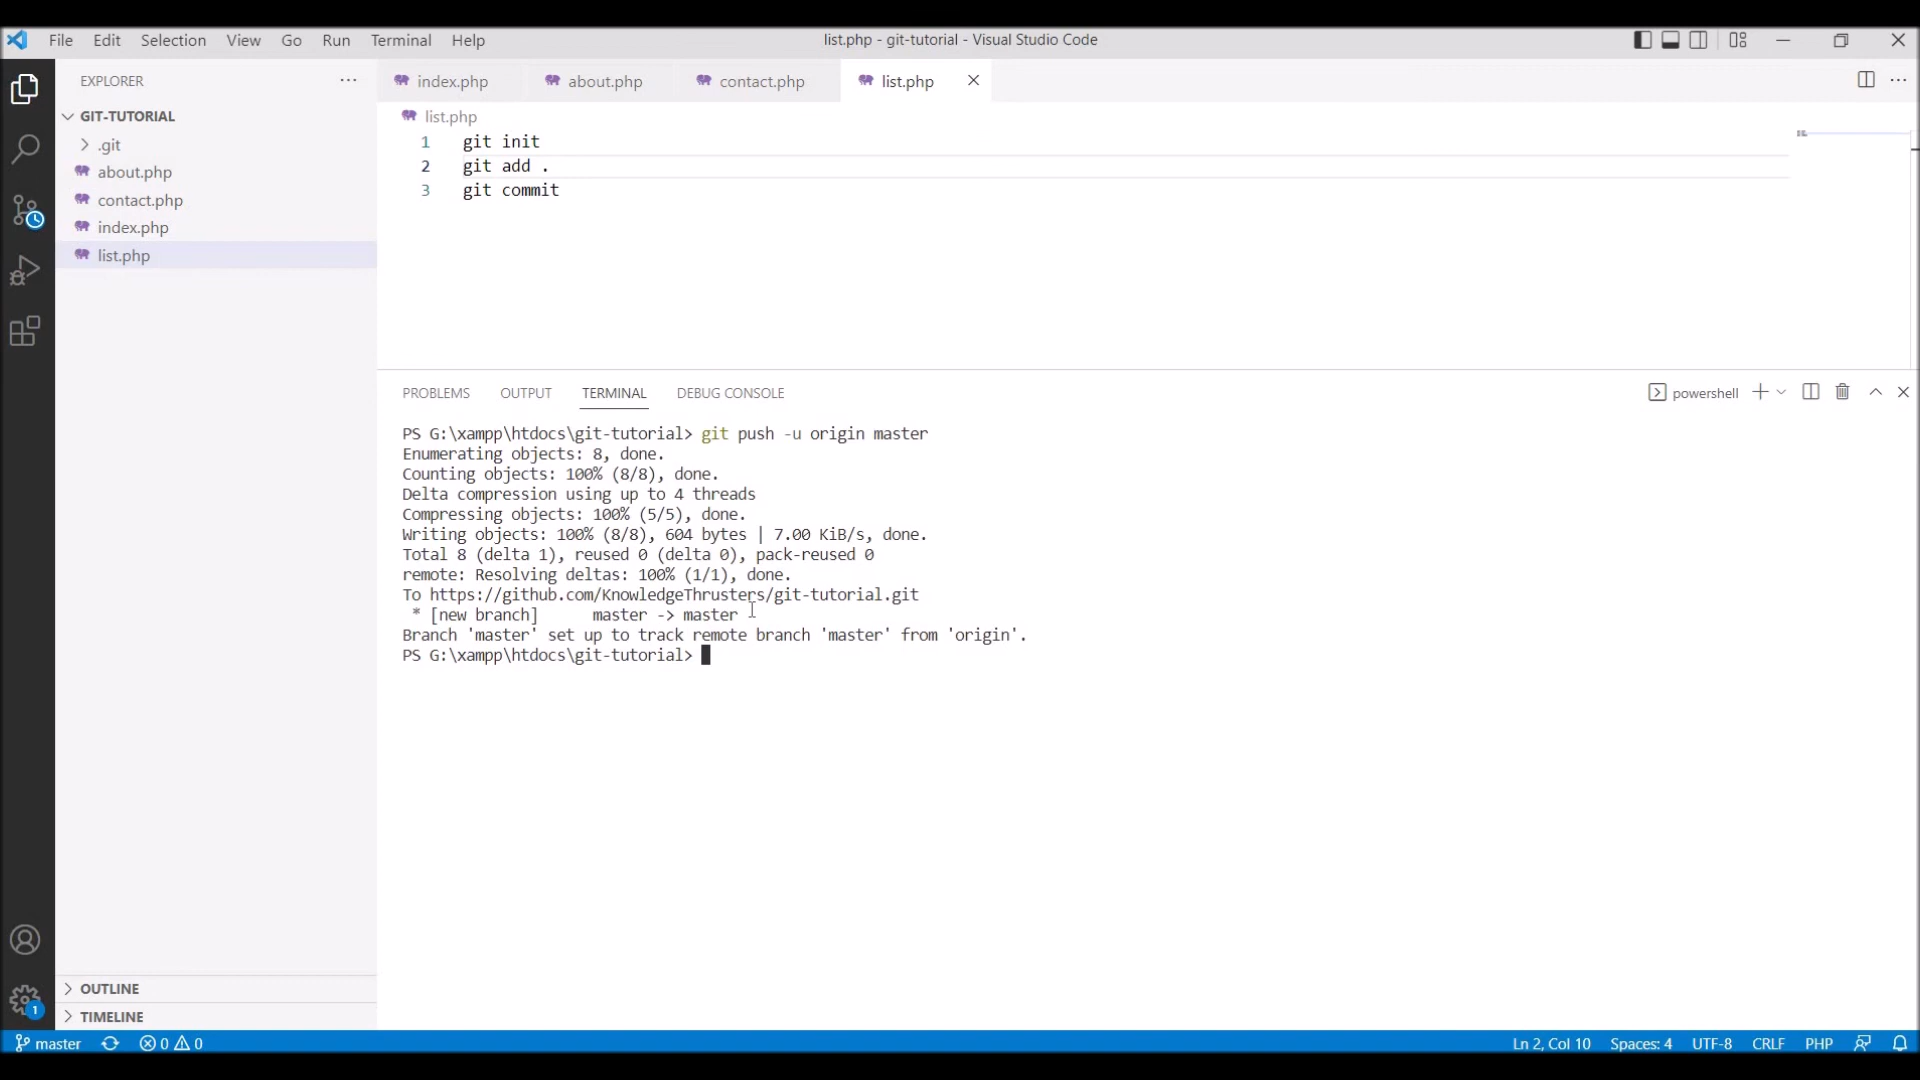 File Edit Selection View Go Run Terminal Help
list.php - git-tutorial - Visual Studio Code
EXPLORER
GIT-TUTORIAL
.git
about.php
contact.php
index.php
list.php
OUTLINE
TIMELINE
index.php about.php contact.php list.php
list.php
1 git init
2 git add .
3 git commit
PROBLEMS OUTPUT TERMINAL DEBUG CONSOLE
powershell
PS G:\xampp\htdocs\git-tutorial> git push -u origin master
Enumerating objects: 8, done.
Counting objects: 100% (8/8), done.
Delta compression using up to 4 threads
Compressing objects: 100% (5/5), done.
Writing objects: 100% (8/8), 604 bytes | 7.00 KiB/s, done.
Total 8 (delta 1), reused 0 (delta 0), pack-reused 0
remote: Resolving deltas: 100% (1/1), done.
To https://github.com/KnowledgeThrusters/git-tutorial.git
 * [new branch]      master -> master
Branch 'master' set up to track remote branch 'master' from 'origin'.
PS G:\xampp\htdocs\git-tutorial>
1
master 0 0
Ln 2, Col 10 Spaces: 4 UTF-8 CRLF PHP